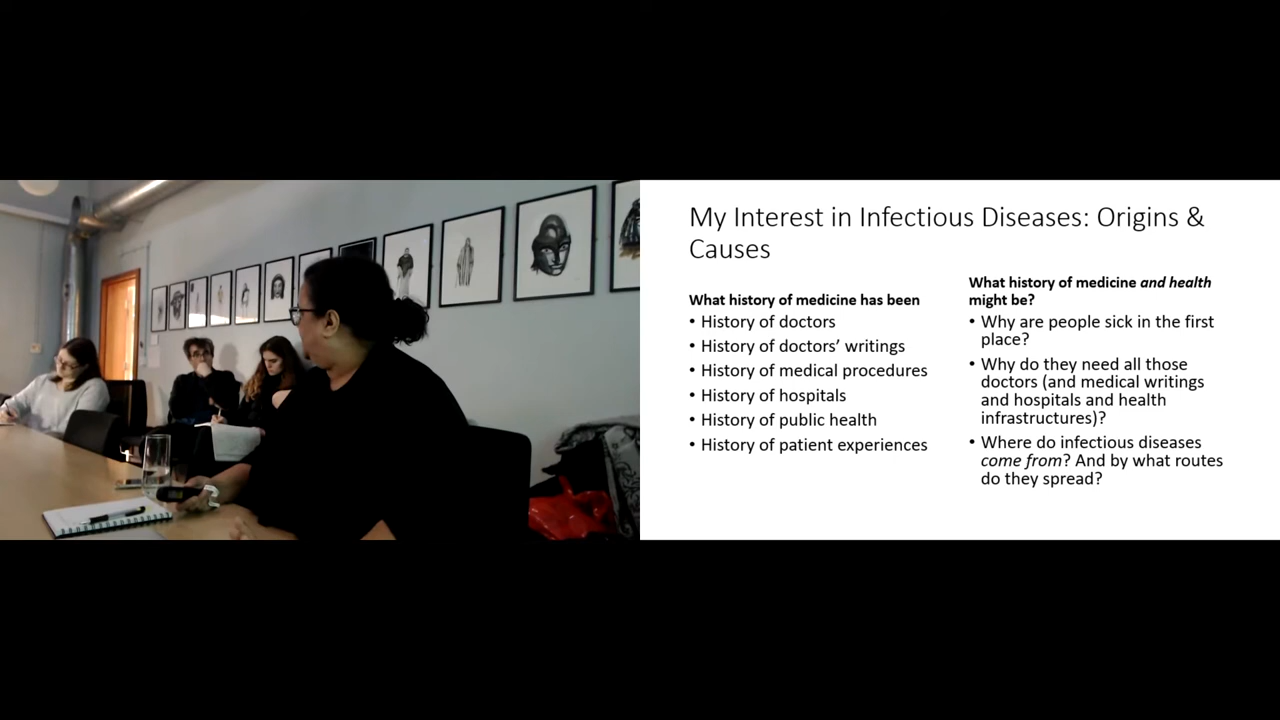 My Interest in Infectious Diseases: Origins &
Causes
What history of medicine has been
• History of doctors
• History of doctors’ writings
• History of medical procedures
• History of hospitals
• History of public health
• History of patient experiences
What history of medicine and health
might be?
• Why are people sick in the first
place?
• Why do they need all those
doctors (and medical writings
and hospitals and health
infrastructures)?
• Where do infectious diseases
come from? And by what routes
do they spread?